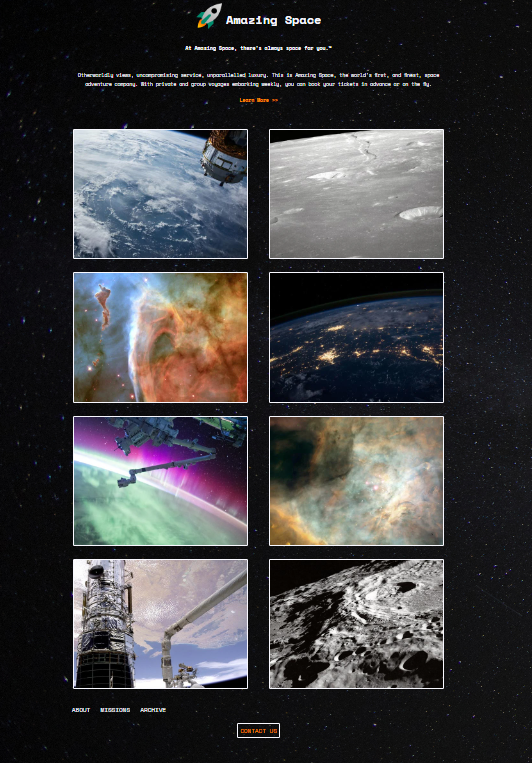 Amazing Space
At Amazing Space, there's always space for you.™
Otherworldly views, uncompromising service, unparallelled luxury. This is Amazing Space, the world's first, and finest, space
adventure company. With private and group voyages embarking weekly, you can book your tickets in advance or on the fly.
Learn More >>
ABOUT MISSIONS ARCHIVE
CONTACT US